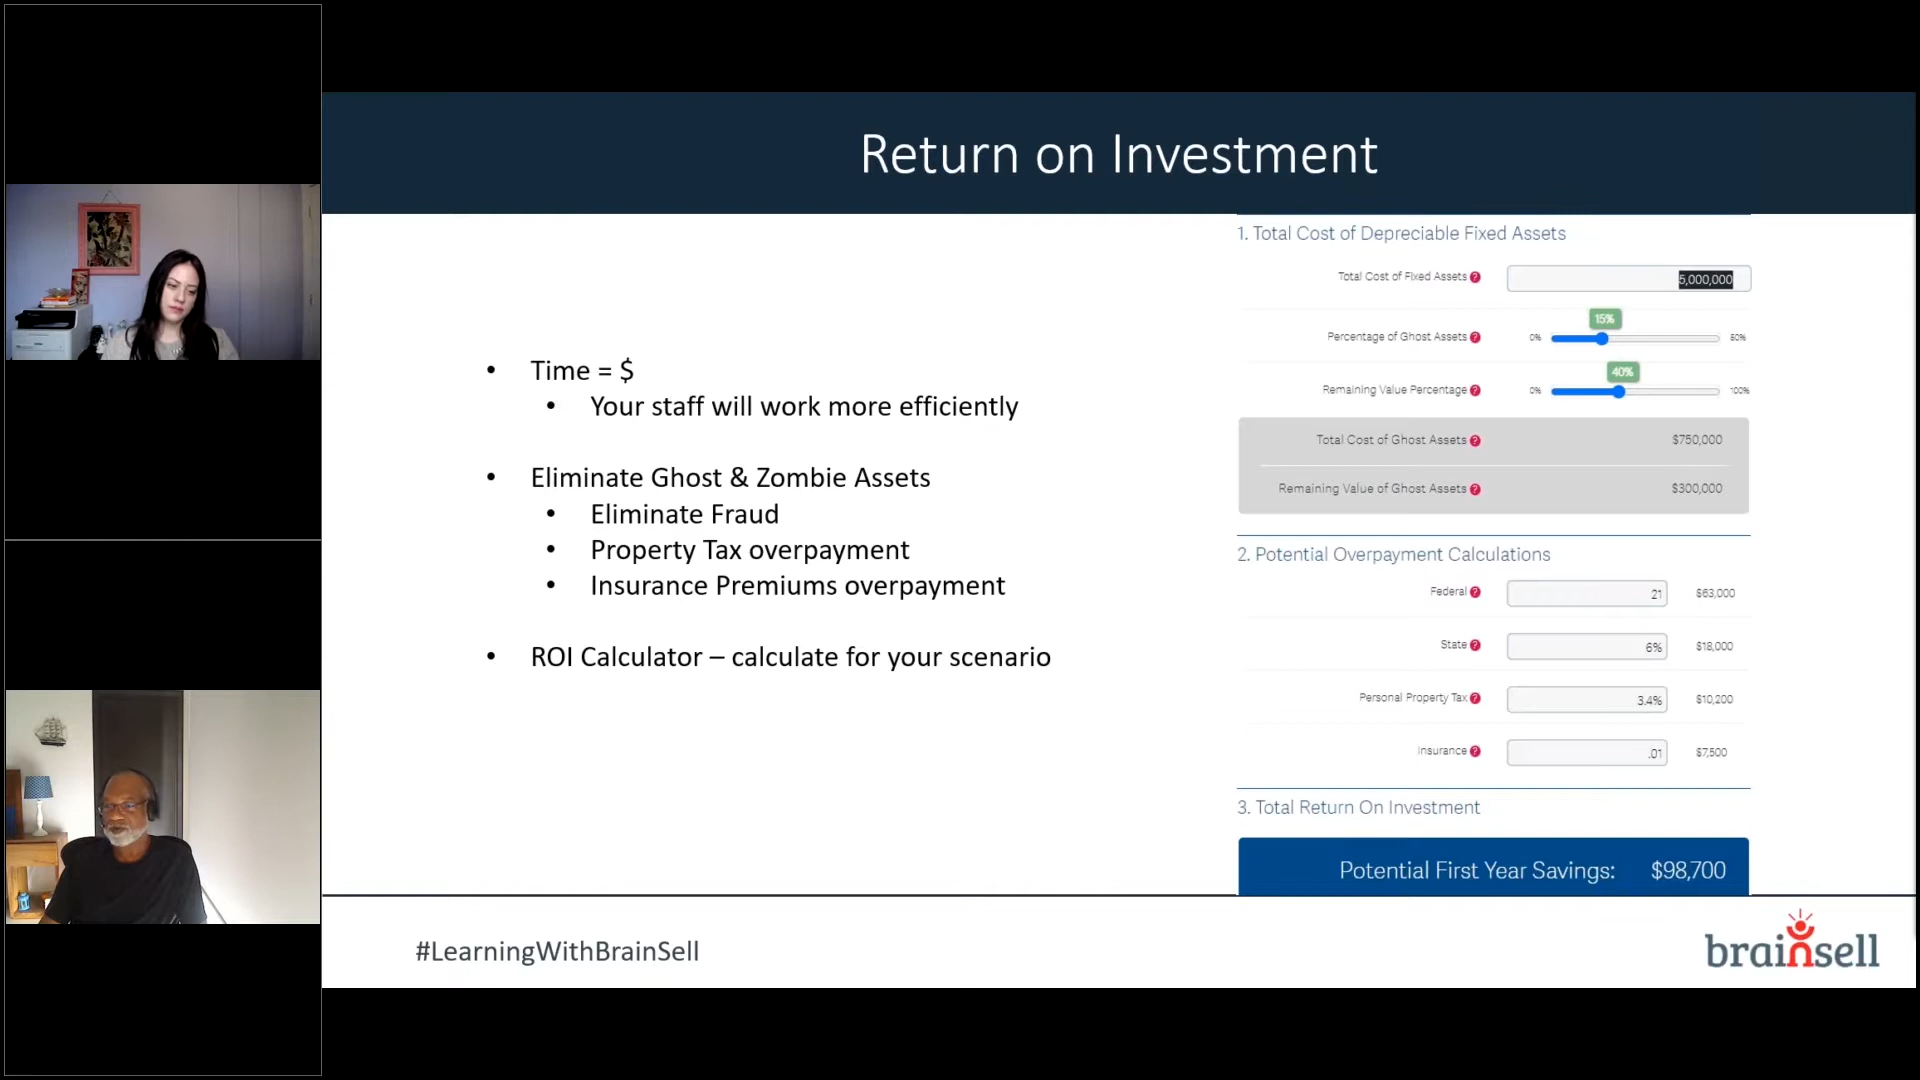 Return on Investment
• Time = $
• Your staff will work more efficiently
• Eliminate Ghost & Zombie Assets
• Eliminate Fraud
• Property Tax overpayment
• Insurance Premiums overpayment
• ROI Calculator – calculate for your scenario
1. Total Cost of Depreciable Fixed Assets
Total Cost of Fixed Assets ? 5,000,000
15%
Percentage of Ghost Assets ? 0% 60%
40%
Remaining Value Percentage ? 0% 100%
Total Cost of Ghost Assets ? $750,000
Remaining Value of Ghost Assets ? $300,000
2. Potential Overpayment Calculations
Federal ? 21 $63,000
State ? 6% $18,000
Personal Property Tax ? 3.4% $10,200
Insurance ? .01 $7,500
3. Total Return On Investment
Potential First Year Savings: $98,700
#LearningWithBrainSell
brainsell